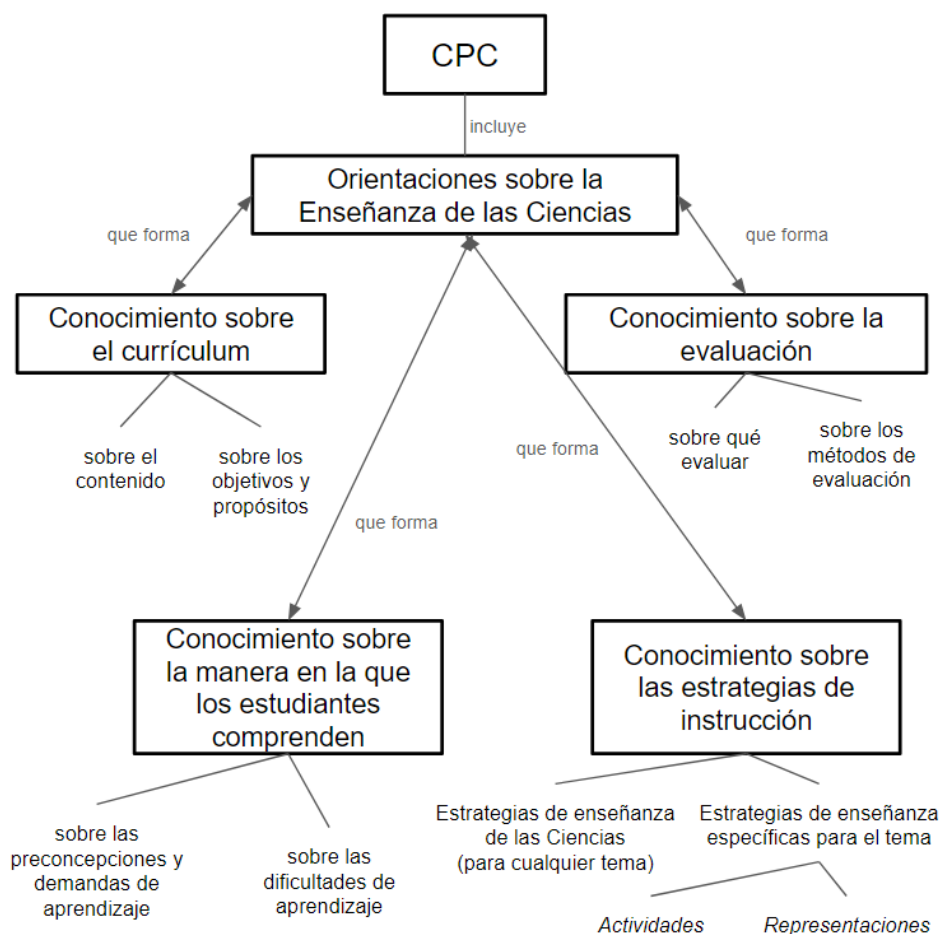 CPC
incluye
Orientaciones sobre la
Enseñanza de las Ciencias
que forma
que forma
Conocimiento sobre
el currículum
Conocimiento sobre la
evaluación
sobre el
contenido
sobre los
objetivos y
propósitos
sobre qué
evaluar
sobre los
métodos de
evaluación
que forma
que forma
Conocimiento sobre
la manera en la que
los estudiantes
comprenden
Conocimiento sobre
las estrategias de
instrucción
sobre las
preconcepciones y
demandas de
aprendizaje
sobre las
dificultades de
aprendizaje
Estrategias de enseñanza
de las Ciencias
(para cualquier tema)
Estrategias de enseñanza
específicas para el tema
Actividades
Representaciones